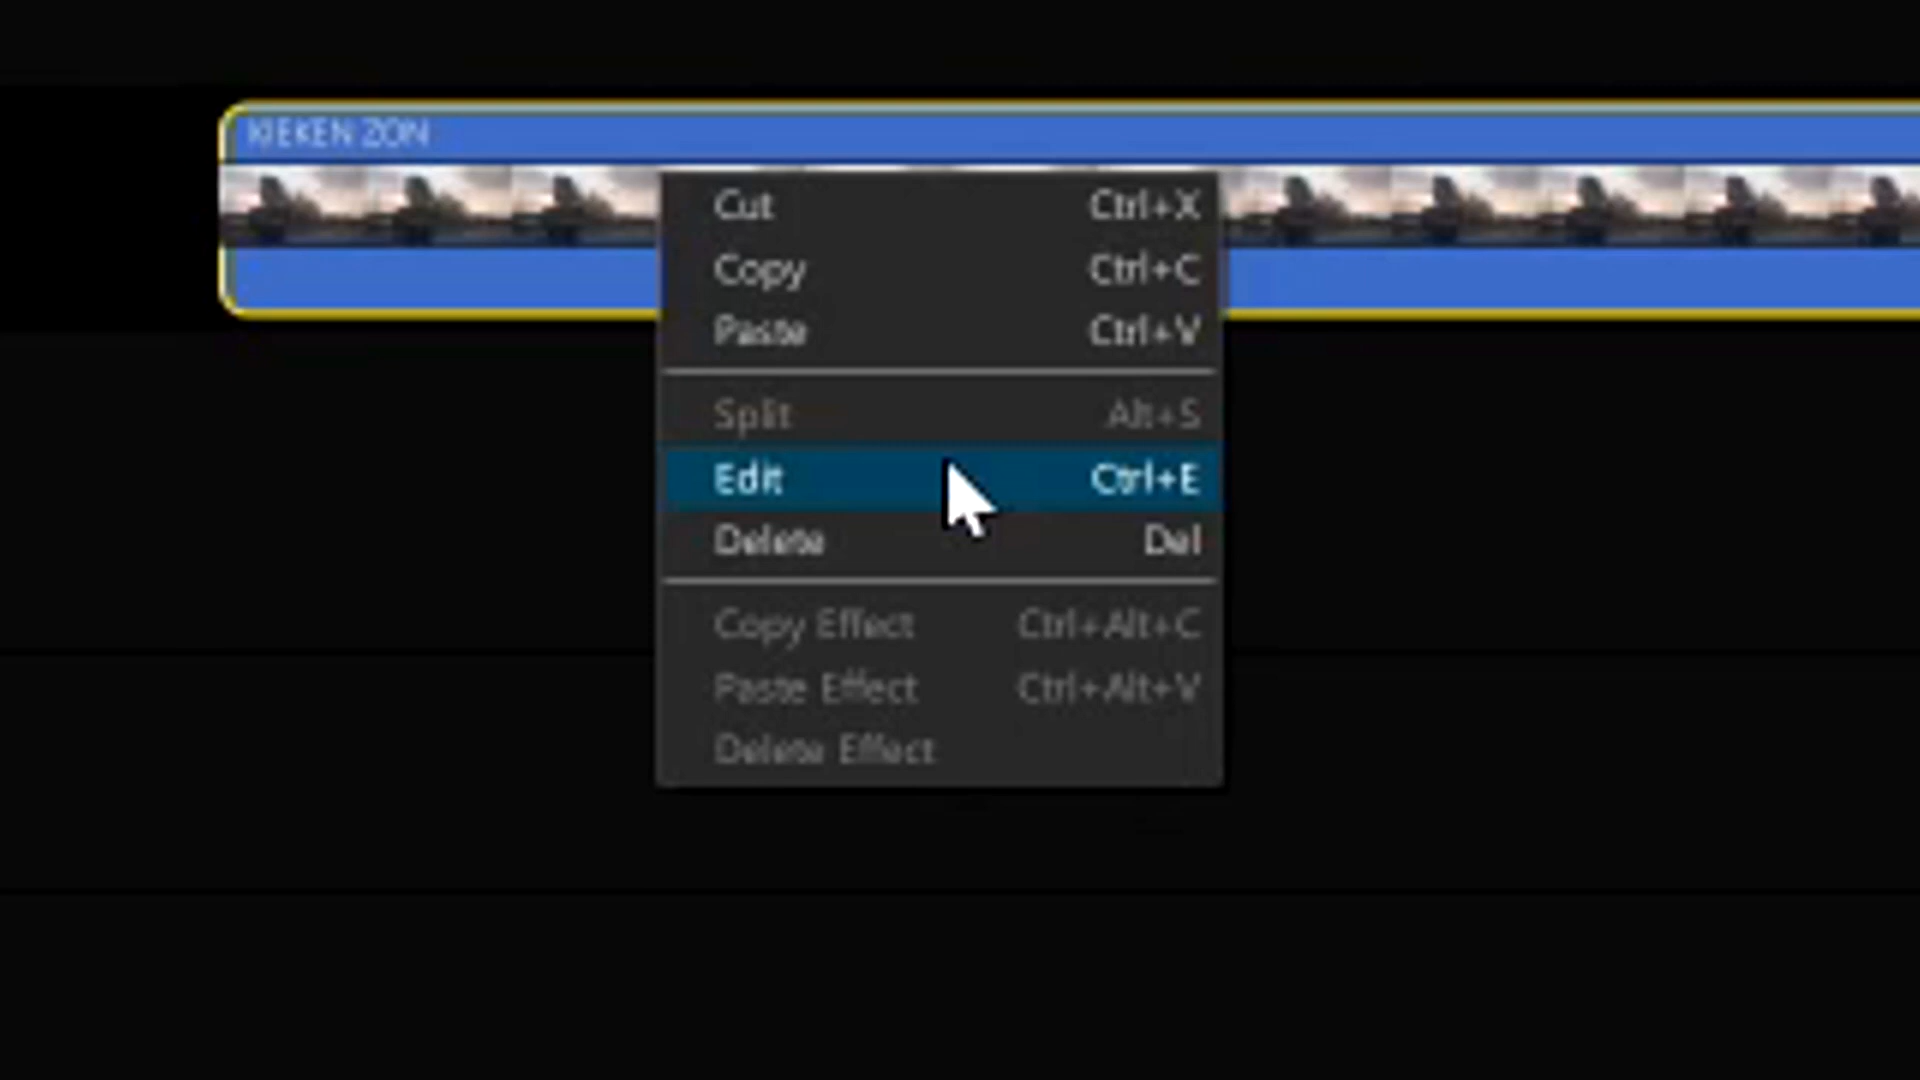 KIEKEN ZON
Cut Ctrl+X
Copy Ctrl+C
Paste Ctrl+V
Split Alt+S
Edit Ctrl+E
Delete Del
Copy Effect Ctrl+Alt+C
Paste Effect Ctrl+Alt+V
Delete Effect